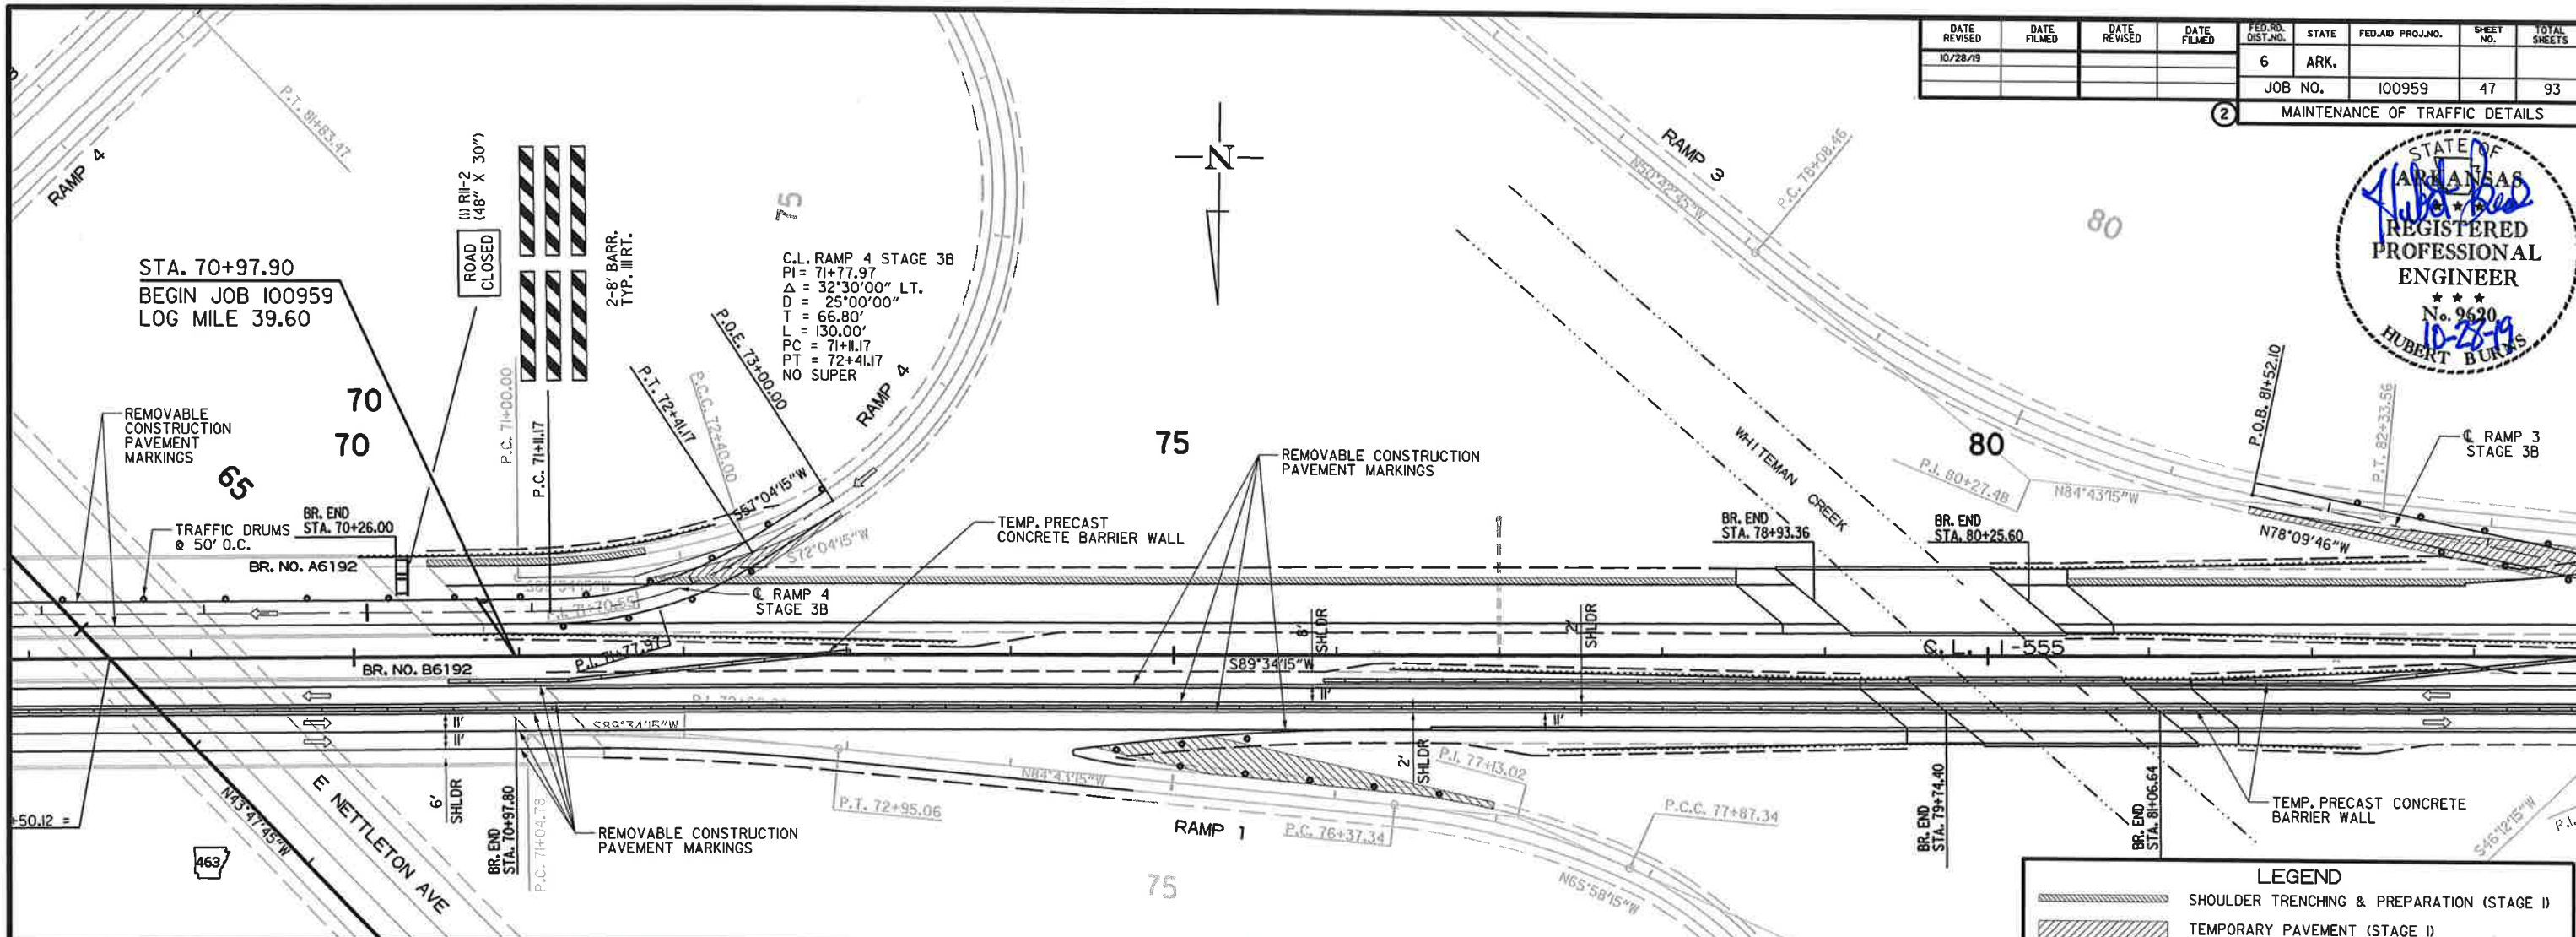 DATE REVISED
DATE FILMED
DATE REVISED
DATE FILMED
FED.RD. DIST.NO.
STATE
FED.AID PROJ.NO.
SHEET NO.
TOTAL SHEETS
10/28/19
6
ARK.
JOB NO.
100959
47
93
2
MAINTENANCE OF TRAFFIC DETAILS
STATE OF
ARKANSAS
★ ★ ★
REGISTERED
PROFESSIONAL
ENGINEER
★ ★ ★
No. 9620
10-28-19
HUBERT BURNS
P.T. 81+83.47
RAMP 4
(1) R11-2
(48" X 30")
ROAD
CLOSED
2-8' BARR.
TYP. III RT.
75
N
RAMP 3
N50°42'45"W
P.C. 78+08.46
80
STA. 70+97.90
BEGIN JOB 100959
LOG MILE 39.60
C.L. RAMP 4 STAGE 3B
PI = 71+77.97
Δ = 32°30'00" LT.
D = 25°00'00"
T = 66.80'
L = 130.00'
PC = 71+11.17
PT = 72+41.17
NO SUPER
P.O.E. 73+00.00
P.T. 72+41.17
P.C.C. 72+40.00
RAMP 4
P.C. 71+00.00
P.C. 71+11.17
REMOVABLE
CONSTRUCTION
PAVEMENT
MARKINGS
70
70
65
75
REMOVABLE CONSTRUCTION
PAVEMENT MARKINGS
WHITEMAN CREEK
80
P.I. 80+27.48
N84°43'15"W
P.O.B. 81+52.10
P.T. 82+33.56
℄ RAMP 3
STAGE 3B
N78°09'46"W
TRAFFIC DRUMS
@ 50' O.C.
BR. END
STA. 70+26.00
BR. NO. A6192
S57°04'15"W
S72°04'15"W
TEMP. PRECAST
CONCRETE BARRIER WALL
BR. END
STA. 78+93.36
BR. END
STA. 80+25.60
℄ RAMP 4
STAGE 3B
P.I. 71+70.65
P.I. 71+77.97
8'
SHLDR
2'
SHLDR
C.L. I-555
BR. NO. B6192
S89°34'15"W
11'
S89°34'15"W
11'
11'
11'
6'
SHLDR
2'
SHLDR
P.I. 77+13.02
N84°43'15"W
P.T. 72+95.06
P.C. 76+37.34
P.C.C. 77+87.34
RAMP 1
N65°58'15"W
75
+50.12 =
N43°47'45"W
463
E NETTLETON AVE
BR. END
STA. 70+97.80
P.C. 71+04.78
REMOVABLE CONSTRUCTION
PAVEMENT MARKINGS
BR. END
STA. 79+74.40
BR. END
STA. 81+06.64
TEMP. PRECAST CONCRETE
BARRIER WALL
S46°12'15"W
P.I.
LEGEND
SHOULDER TRENCHING & PREPARATION (STAGE 1)
TEMPORARY PAVEMENT (STAGE 1)